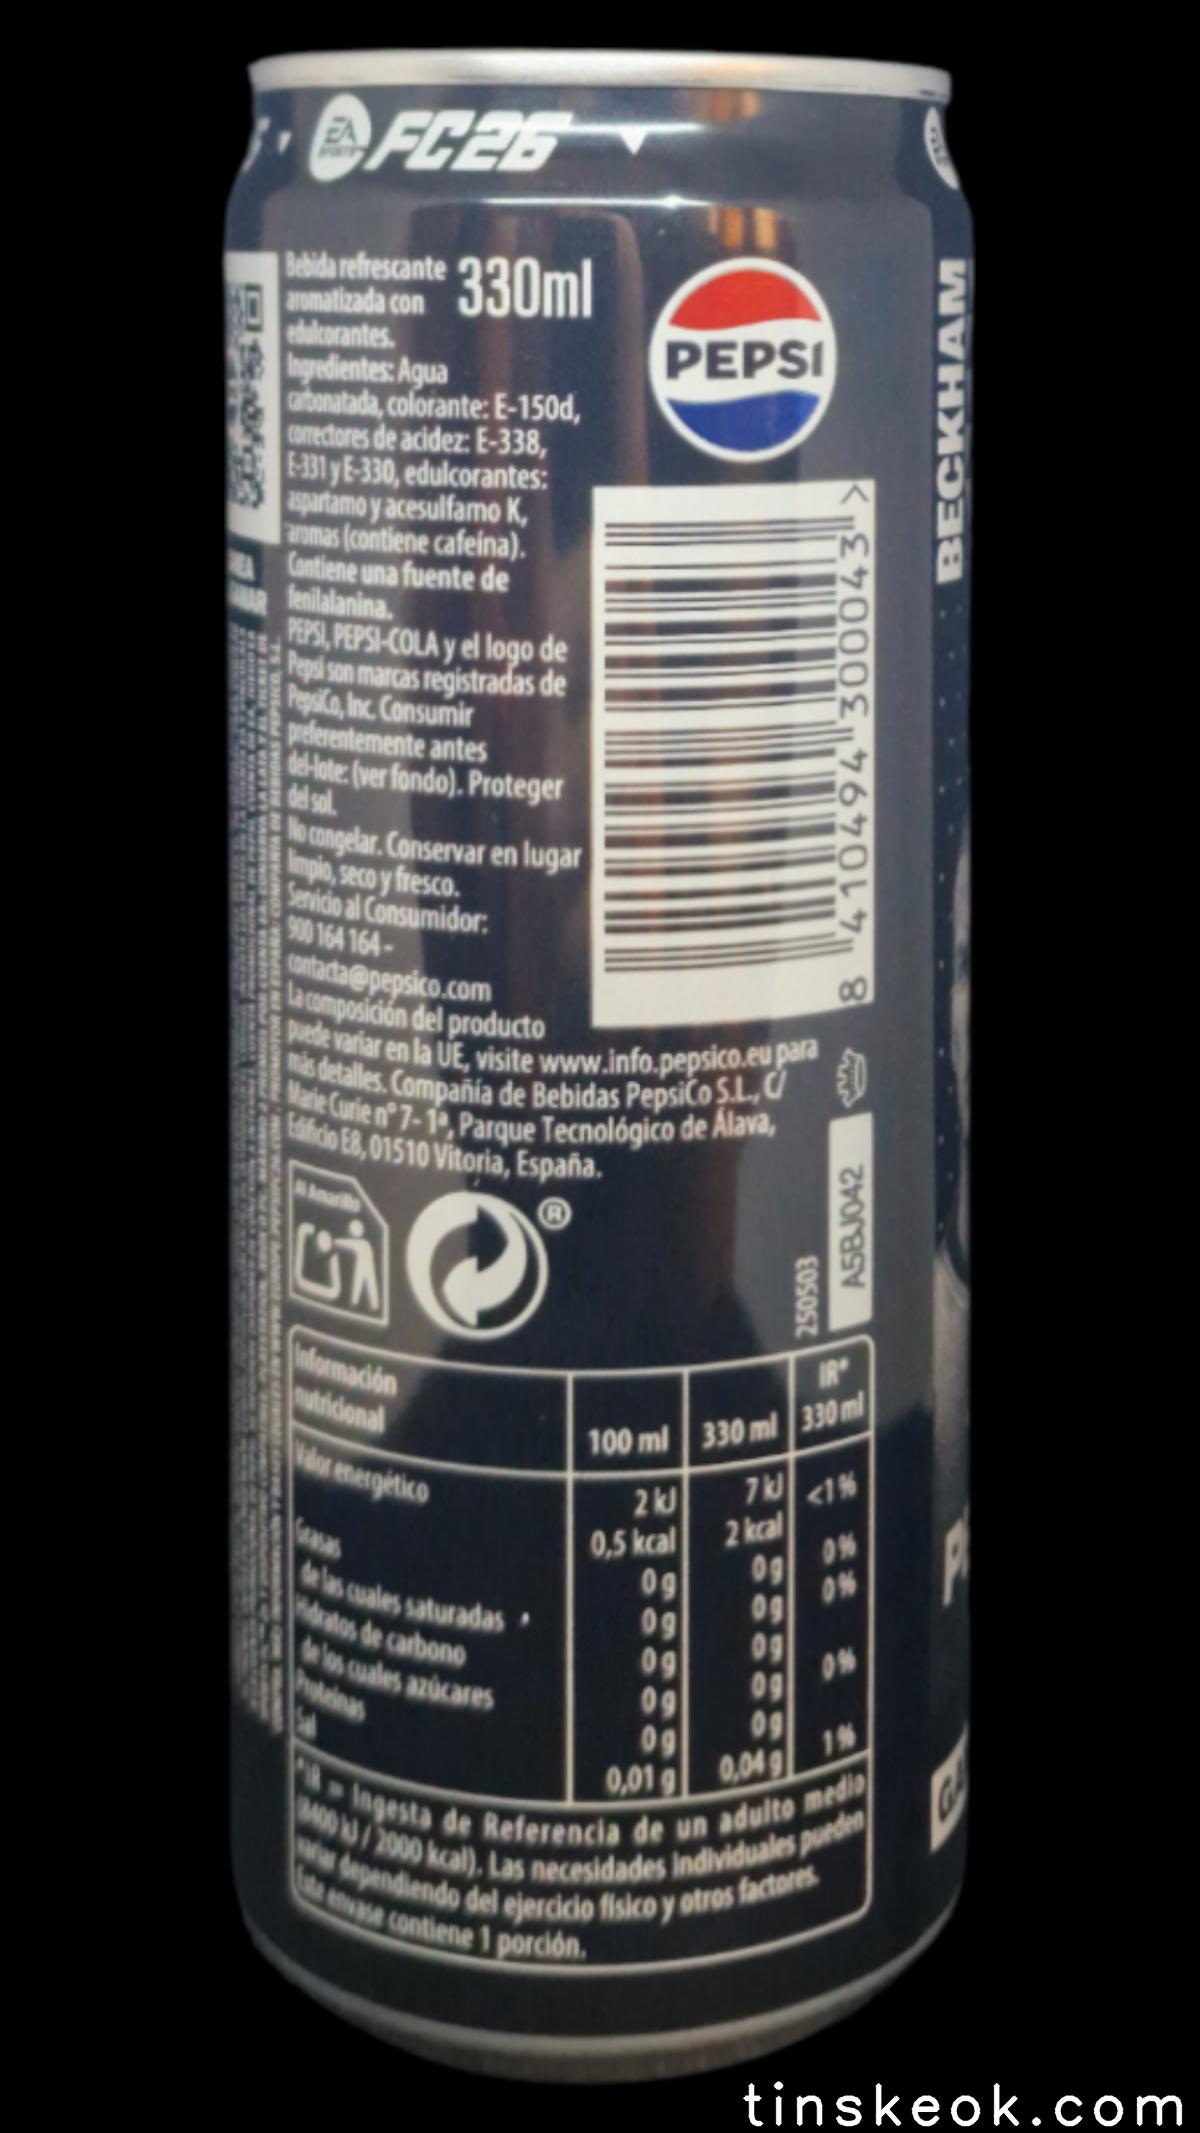 EA SPORTS FC26
Bebida refrescante
aromatizada con
edulcorantes.
330ml
Ingredientes: Agua
carbonatada, colorante: E-150d,
correctores de acidez: E-338,
E-331 y E-330, edulcorantes:
aspartamo y acesulfamo K,
aromas (contiene cafeína).
Contiene una fuente de
fenilalanina.
PEPSI, PEPSI-COLA y el logo de
Pepsi son marcas registradas de
PepsiCo, Inc. Consumir
preferentemente antes
del-lote: (ver fondo). Proteger
del sol.
No congelar. Conservar en lugar
limpio, seco y fresco.
Servicio al Consumidor:
900 164 164 -
contacta@pepsico.com
La composición del producto
puede variar en la UE, visite www.info.pepsico.eu para
más detalles. Compañía de Bebidas PepsiCo S.L., C/
Marie Curie nº 7- 1ª, Parque Tecnológico de Álava,
Edificio E8, 01510 Vitoria, España.
PEPSI
8 410494 300043 >
BECKHAM
Al Amarillo
®
250503
A5BJ042
Información
nutricional
100 ml 330 ml IR* 330 ml
Valor energético 2 kJ 7 kJ <1%
0,5 kcal 2 kcal
Grasas 0 g 0 g 0%
de las cuales saturadas 0 g 0 g 0%
Hidratos de carbono 0 g 0 g
de los cuales azúcares 0 g 0 g 0%
Proteínas 0 g 0 g
Sal 0,01 g 0,04 g 1%
*IR = Ingesta de Referencia de un adulto medio
(8400 kJ / 2000 kcal). Las necesidades individuales pueden
variar dependiendo del ejercicio físico y otros factores.
Este envase contiene 1 porción.
tinskeok.com